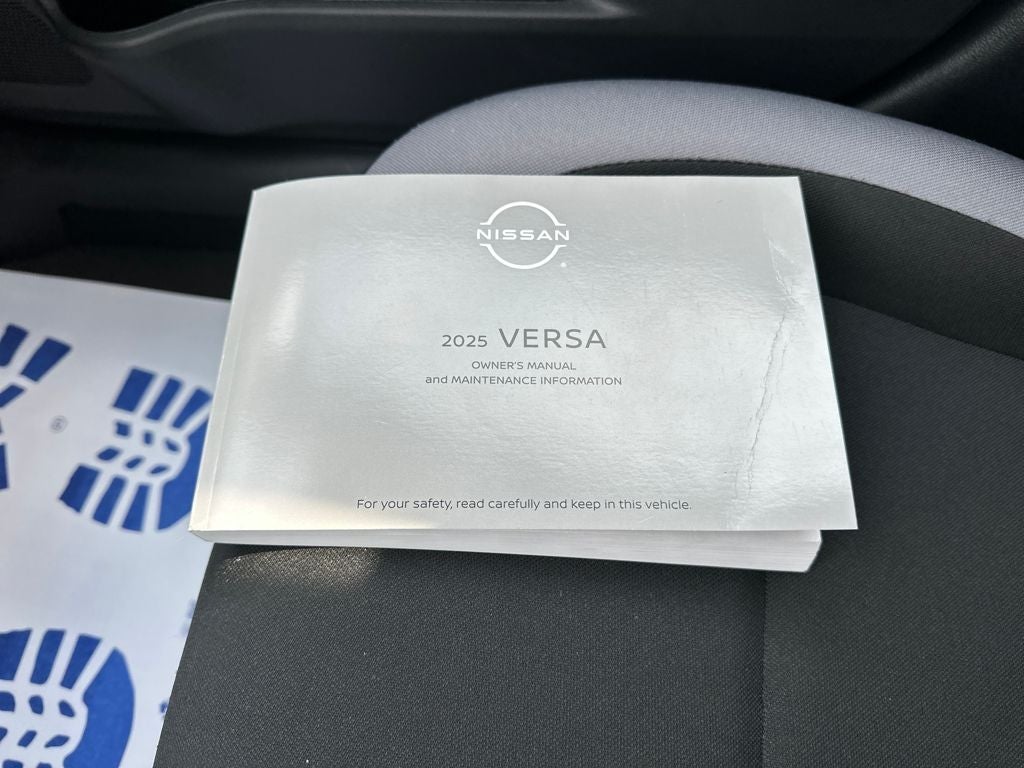 NISSAN
2025 VERSA
OWNER'S MANUAL
and MAINTENANCE INFORMATION
For your safety, read carefully and keep in this vehicle.